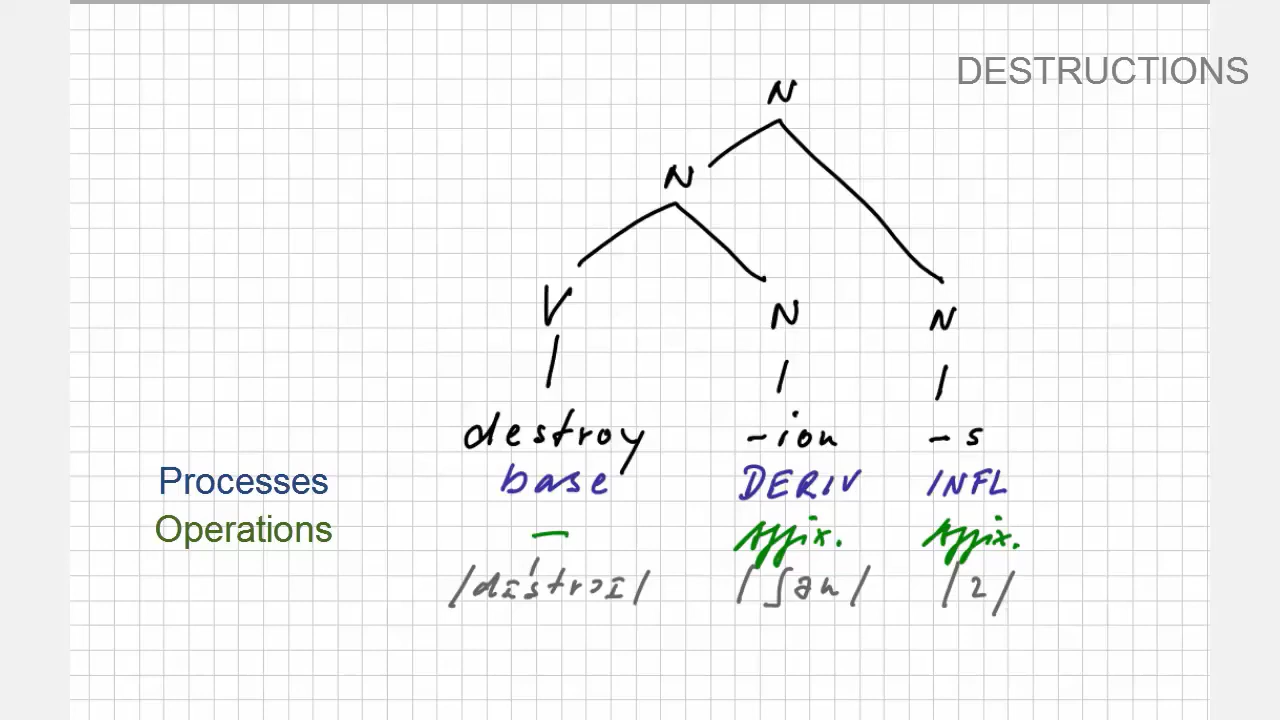 DESTRUCTIONS
N
N
V N N
destroy -ion -s
Processes base DERIV INFL
Operations – Affix. Affix.
/dɪˈstrɔɪ/ /ʃən/ /z/